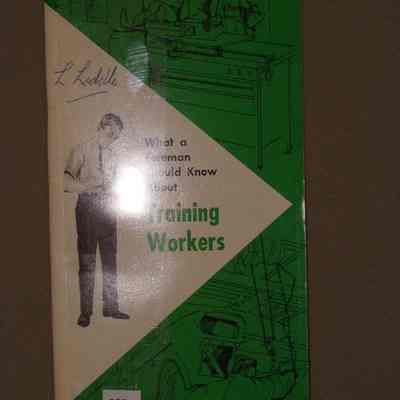 What a
Foreman
Should Know
About
Training
Workers